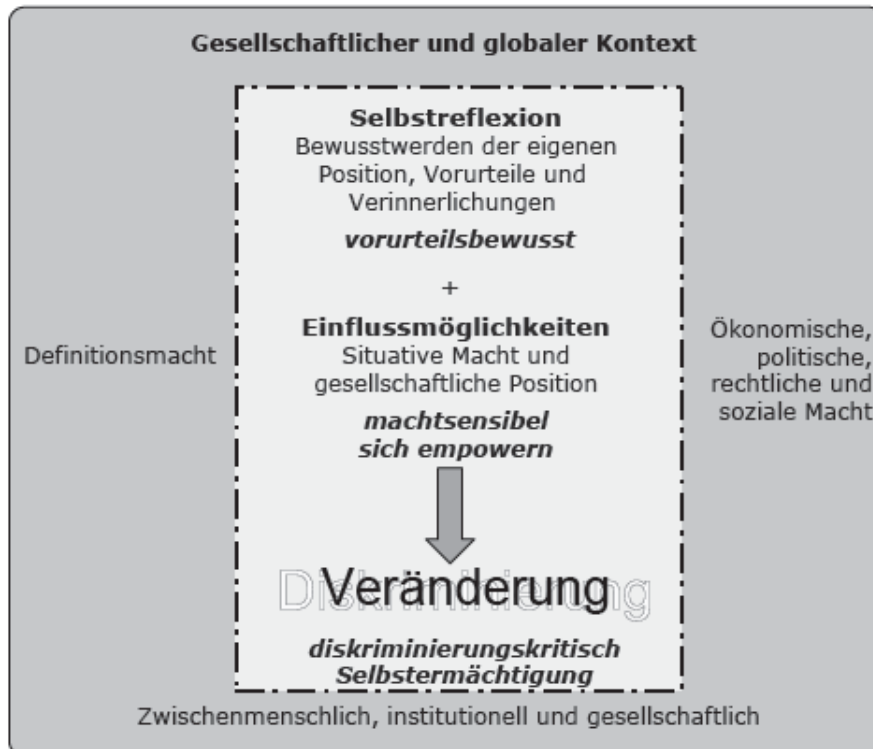 Gesellschaftlicher und globaler Kontext
Selbstreflexion
Bewusstwerden der eigenen
Position, Vorurteile und
Verinnerlichungen
vorurteilsbewusst
+
Einflussmöglichkeiten
Situative Macht und
gesellschaftliche Position
machtsensibel
sich empowern
Definitionsmacht
Ökonomische,
politische,
rechtliche und
soziale Macht
Diskriminierung
Veränderung
diskriminierungskritisch
Selbstermächtigung
Zwischenmenschlich, institutionell und gesellschaftlich